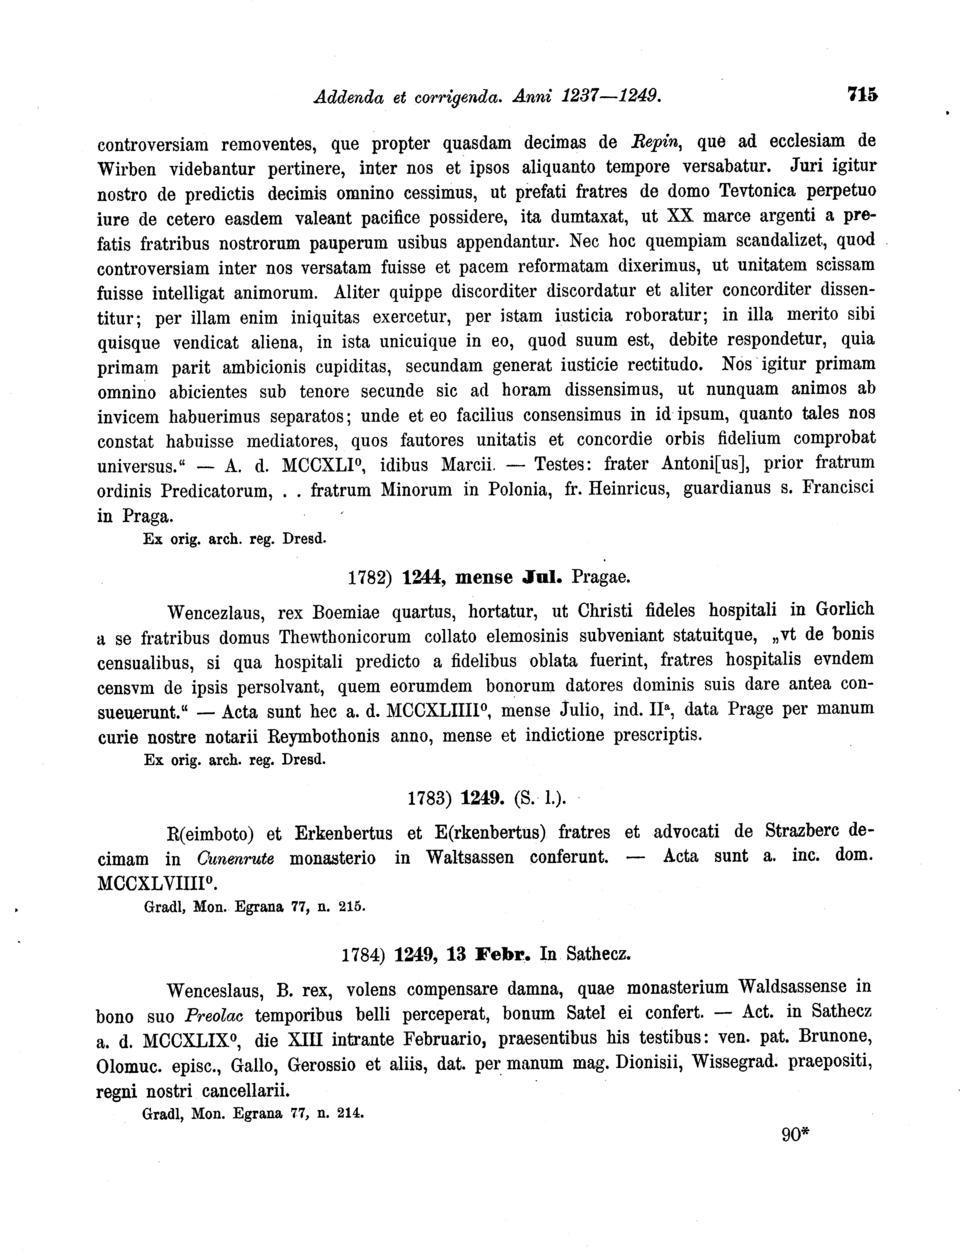 Addenda et corrigenda. Anni 1237—1249. 715
controversiam removentes, que propter quasdam decimas de Repin, que ad ecclesiam de
Wirben videbantur pertinere, inter nos et ipsos aliquanto tempore versabatur. Juri igitur
nostro de predictis decimis omnino cessimus, ut prefati fratres de domo Tevtonica perpetuo
iure de cetero easdem valeant pacifice possidere, ita dumtaxat, ut XX marce argenti a pre-
fatis fratribus nostrorum pauperum usibus appendantur. Nec hoc quempiam scandalizet, quod
controversiam inter nos versatam fuisse et pacem reformatam dixerimus, ut unitatem scissam
fuisse intelligat animorum. Aliter quippe discorditer discordatur et aliter concorditer dissen-
titur; per illam enim iniquitas exercetur, per istam iusticia roboratur; in illa merito sibi
quisque vendicat aliena, in ista unicuique in eo, quod suum est, debite respondetur, quia
primam parit ambicionis cupiditas, secundam generat iusticie rectitudo. Nos igitur primam
omnino abicientes sub tenore secunde sic ad horam dissensimus, ut nunquam animos ab
invicem habuerimus separatos; unde et eo facilius consensimus in id ipsum, quanto tales nos
constat habuisse mediatores, quos fautores unitatis et concordie orbis fidelium comprobat
universus.“ — A. d. MCCXLI⁰, idibus Marcii. — Testes: frater Antoni[us], prior fratrum
ordinis Predicatorum, . . fratrum Minorum in Polonia, fr. Heinricus, guardianus s. Francisci
in Praga.
Ex orig. arch. reg. Dresd.
1782) 1244, mense Jul. Pragae.
Wencezlaus, rex Boemiae quartus, hortatur, ut Christi fideles hospitali in Gorlich
a se fratribus domus Thewthonicorum collato elemosinis subveniant statuitque, „vt de bonis
censualibus, si qua hospitali predicto a fidelibus oblata fuerint, fratres hospitalis evndem
censvm de ipsis persolvant, quem eorumdem bonorum datores dominis suis dare antea con-
sueuerunt.“ — Acta sunt hec a. d. MCCXLIIII⁰, mense Julio, ind. IIᵃ, data Prage per manum
curie nostre notarii Reymbothonis anno, mense et indictione prescriptis.
Ex orig. arch. reg. Dresd.
1783) 1249. (S. l.).
R(eimboto) et Erkenbertus et E(rkenbertus) fratres et advocati de Strazberc de-
cimam in Cunenrute monasterio in Waltsassen conferunt. — Acta sunt a. inc. dom.
MCCXLVIIII⁰.
Gradl, Mon. Egrana 77, n. 215.
1784) 1249, 13 Febr. In Sathecz.
Wenceslaus, B. rex, volens compensare damna, quae monasterium Waldsassense in
bono suo Preolac temporibus belli perceperat, bonum Satel ei confert. — Act. in Sathecz
a. d. MCCXLIX⁰, die XIII intrante Februario, praesentibus his testibus: ven. pat. Brunone,
Olomuc. episc., Gallo, Gerossio et aliis, dat. per manum mag. Dionisii, Wissegrad. praepositi,
regni nostri cancellarii.
Gradl, Mon. Egrana 77, n. 214.
90*